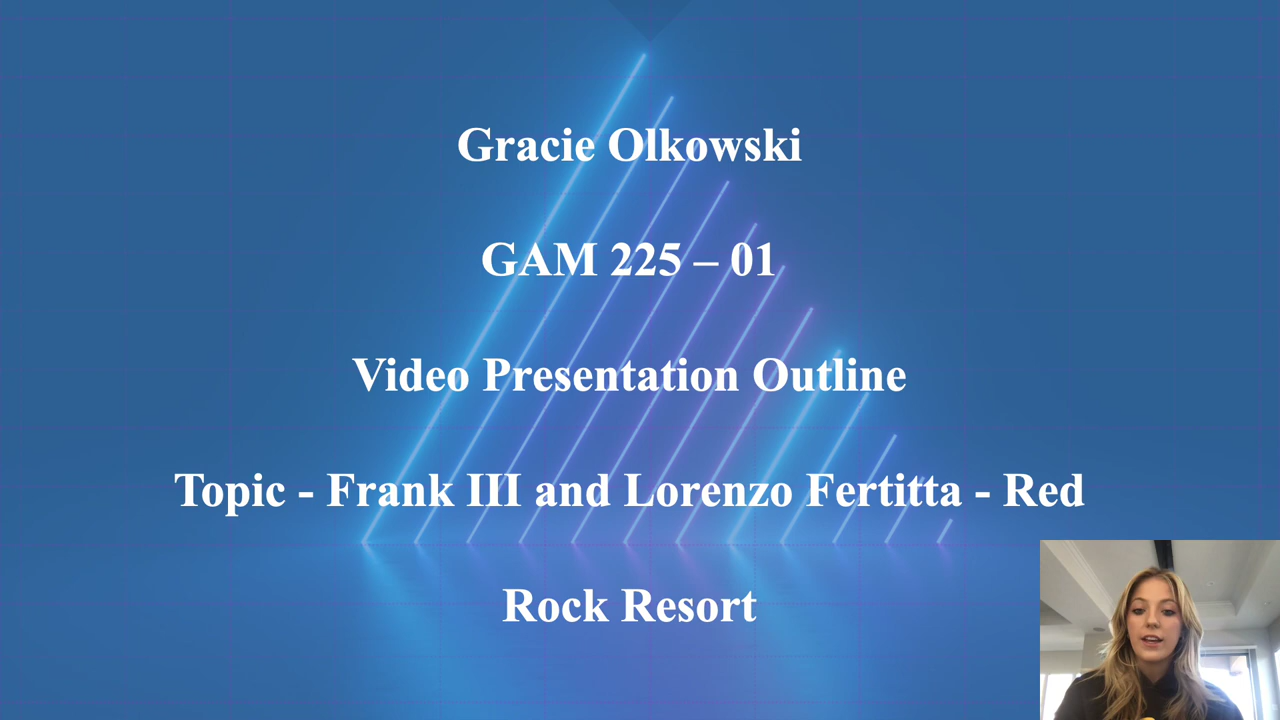 Gracie Olkowski
GAM 225 – 01
Video Presentation Outline
Topic - Frank III and Lorenzo Fertitta - Red
Rock Resort